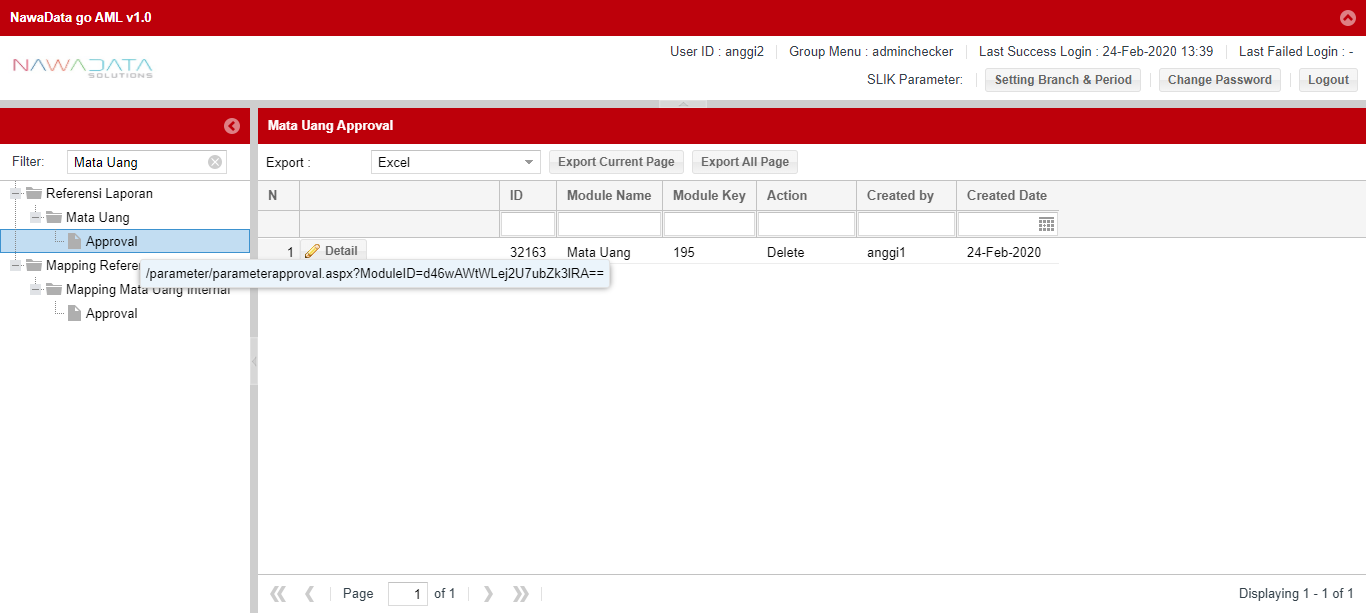 NawaData go AML v1.0
NAWADATA
SOLUTIONS
User ID : anggi2 Group Menu : adminchecker Last Success Login : 24-Feb-2020 13:39 Last Failed Login : -
SLIK Parameter: Setting Branch & Period Change Password Logout
Filter: Mata Uang
Referensi Laporan
Mata Uang
Approval
Mapping Refere
Mapping Mata Uang Internal
Approval
/parameter/parameterapproval.aspx?ModuleID=d46wAWtWLej2U7ubZk3lRA==
Mata Uang Approval
Export : Excel Export Current Page Export All Page
N ID Module Name Module Key Action Created by Created Date
1 Detail 32163 Mata Uang 195 Delete anggi1 24-Feb-2020
Page 1 of 1 Displaying 1 - 1 of 1